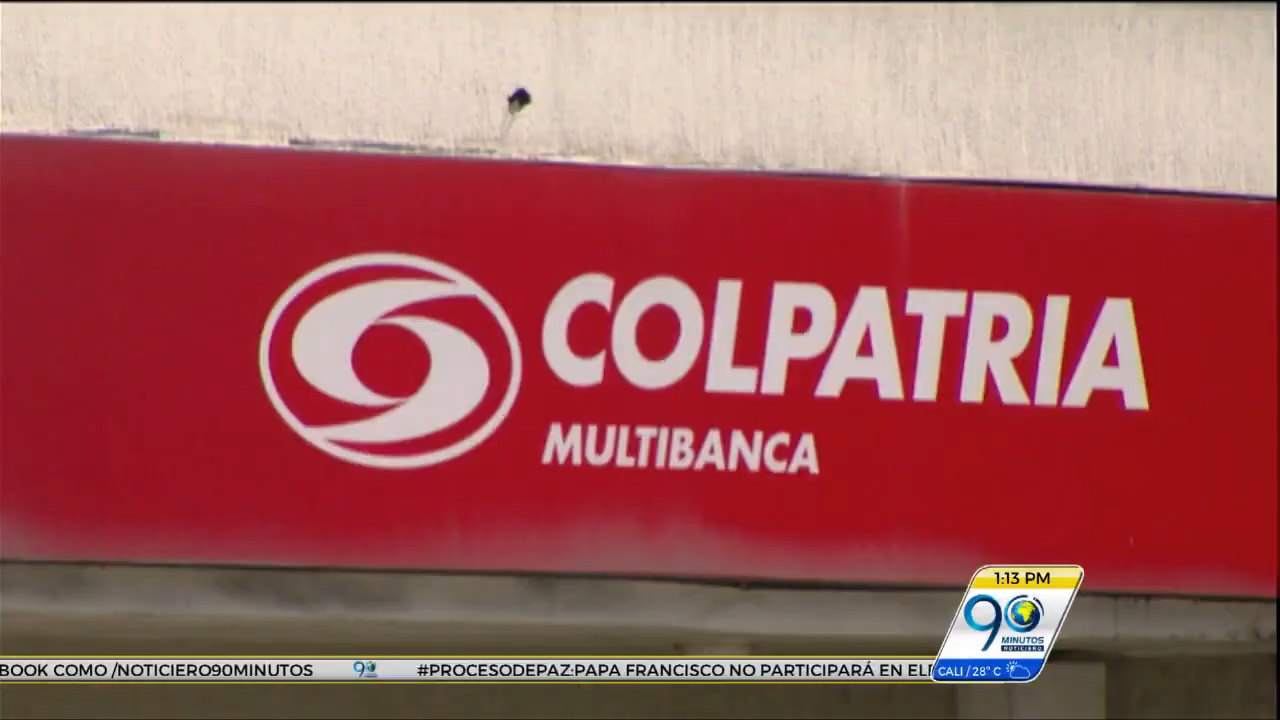 COLPATRIA
MULTIBANCA
1:13 PM
90
MINUTOS
NOTICIERO
CALI / 28° C
BOOK COMO /NOTICIERO90MINUTOS 90 #PROCESODEPAZ:PAPA FRANCISCO NO PARTICIPARÁ EN